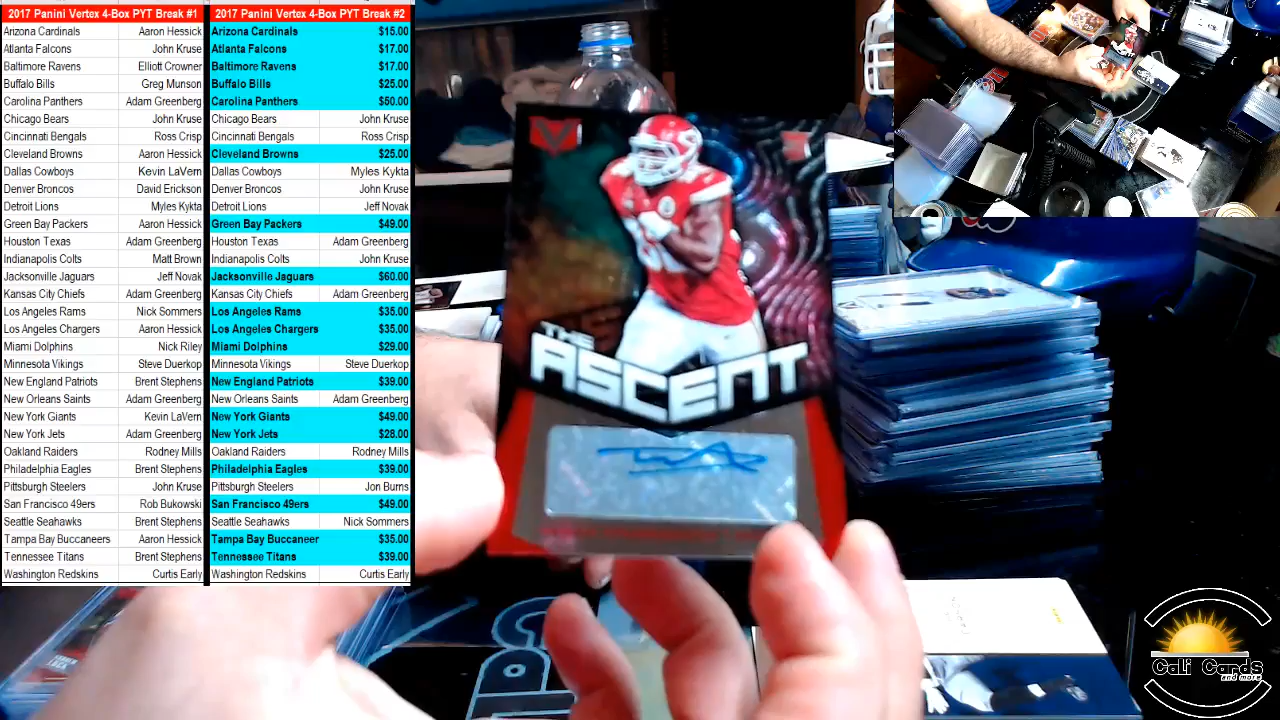 2017 Panini Vertex 4-Box PYT Break #1 2017 Panini Vertex 4-Box PYT Break #2
Arizona Cardinals Aaron Hessick Arizona Cardinals $15.00
Atlanta Falcons John Kruse Atlanta Falcons $17.00
Baltimore Ravens Elliott Crowner Baltimore Ravens $17.00
Buffalo Bills Greg Munson Buffalo Bills $25.00
Carolina Panthers Adam Greenberg Carolina Panthers $50.00
Chicago Bears John Kruse Chicago Bears John Kruse
Cincinnati Bengals Ross Crisp Cincinnati Bengals Ross Crisp
Cleveland Browns Aaron Hessick Cleveland Browns $25.00
Dallas Cowboys Kevin LaVern Dallas Cowboys Myles Kykta
Denver Broncos David Erickson Denver Broncos John Kruse
Detroit Lions Myles Kykta Detroit Lions Jeff Novak
Green Bay Packers Aaron Hessick Green Bay Packers $49.00
Houston Texas Adam Greenberg Houston Texas Adam Greenberg
Indianapolis Colts Matt Brown Indianapolis Colts John Kruse
Jacksonville Jaguars Jeff Novak Jacksonville Jaguars $60.00
Kansas City Chiefs Adam Greenberg Kansas City Chiefs Adam Greenberg
Los Angeles Rams Nick Sommers Los Angeles Rams $35.00
Los Angeles Chargers Aaron Hessick Los Angeles Chargers $35.00
Miami Dolphins Nick Riley Miami Dolphins $29.00
Minnesota Vikings Steve Duerkop Minnesota Vikings Steve Duerkop
New England Patriots Brent Stephens New England Patriots $39.00
New Orleans Saints Adam Greenberg New Orleans Saints Adam Greenberg
New York Giants Kevin LaVern New York Giants $49.00
New York Jets Adam Greenberg New York Jets $28.00
Oakland Raiders Rodney Mills Oakland Raiders Rodney Mills
Philadelphia Eagles Brent Stephens Philadelphia Eagles $39.00
Pittsburgh Steelers John Kruse Pittsburgh Steelers Jon Burns
San Francisco 49ers Rob Bukowski San Francisco 49ers $49.00
Seattle Seahawks Brent Stephens Seattle Seahawks Nick Sommers
Tampa Bay Buccaneers Aaron Hessick Tampa Bay Buccaneer $35.00
Tennessee Titans Brent Stephens Tennessee Titans $39.00
Washington Redskins Curtis Early Washington Redskins Curtis Early
THE
ASCENT
Cali Cards
and more